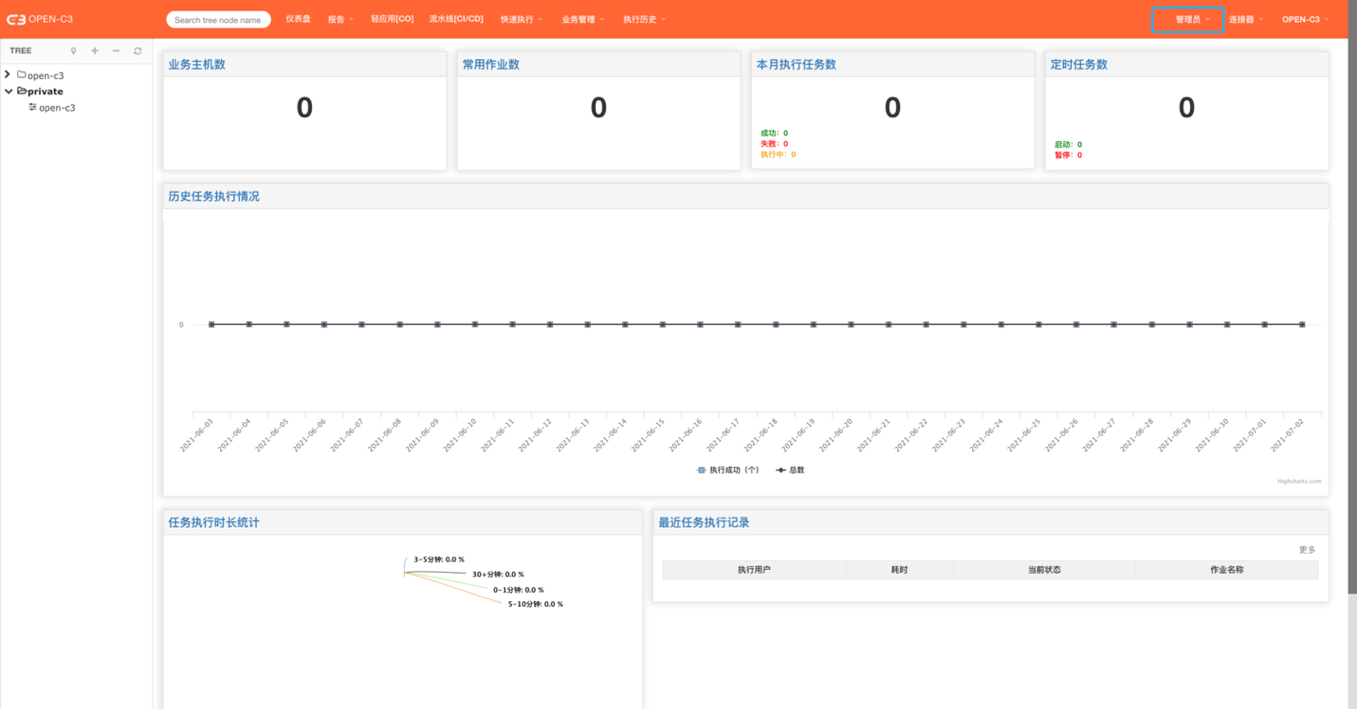 C3 OPEN-C3
Search tree node name
仪表盘
报告
轻应用[CO]
流水线[CI/CD]
快速执行
业务管理
执行历史
管理员
连接器
OPEN-C3
TREE
open-c3
private
open-c3
业务主机数
0
常用作业数
0
本月执行任务数
0
成功: 0
失败: 0
执行中: 0
定时任务数
0
启动: 0
暂停: 0
历史任务执行情况
0
2021-06-03
2021-06-04
2021-06-05
2021-06-06
2021-06-07
2021-06-08
2021-06-09
2021-06-10
2021-06-11
2021-06-12
2021-06-13
2021-06-14
2021-06-15
2021-06-16
2021-06-17
2021-06-18
2021-06-19
2021-06-20
2021-06-21
2021-06-22
2021-06-23
2021-06-24
2021-06-25
2021-06-26
2021-06-27
2021-06-28
2021-06-29
2021-06-30
2021-07-01
2021-07-02
执行成功（个）
总数
Highcharts.com
任务执行时长统计
3-5分钟: 0.0 %
30+分钟: 0.0 %
0-1分钟: 0.0 %
5-10分钟: 0.0 %
最近任务执行记录
更多
执行用户
耗时
当前状态
作业名称